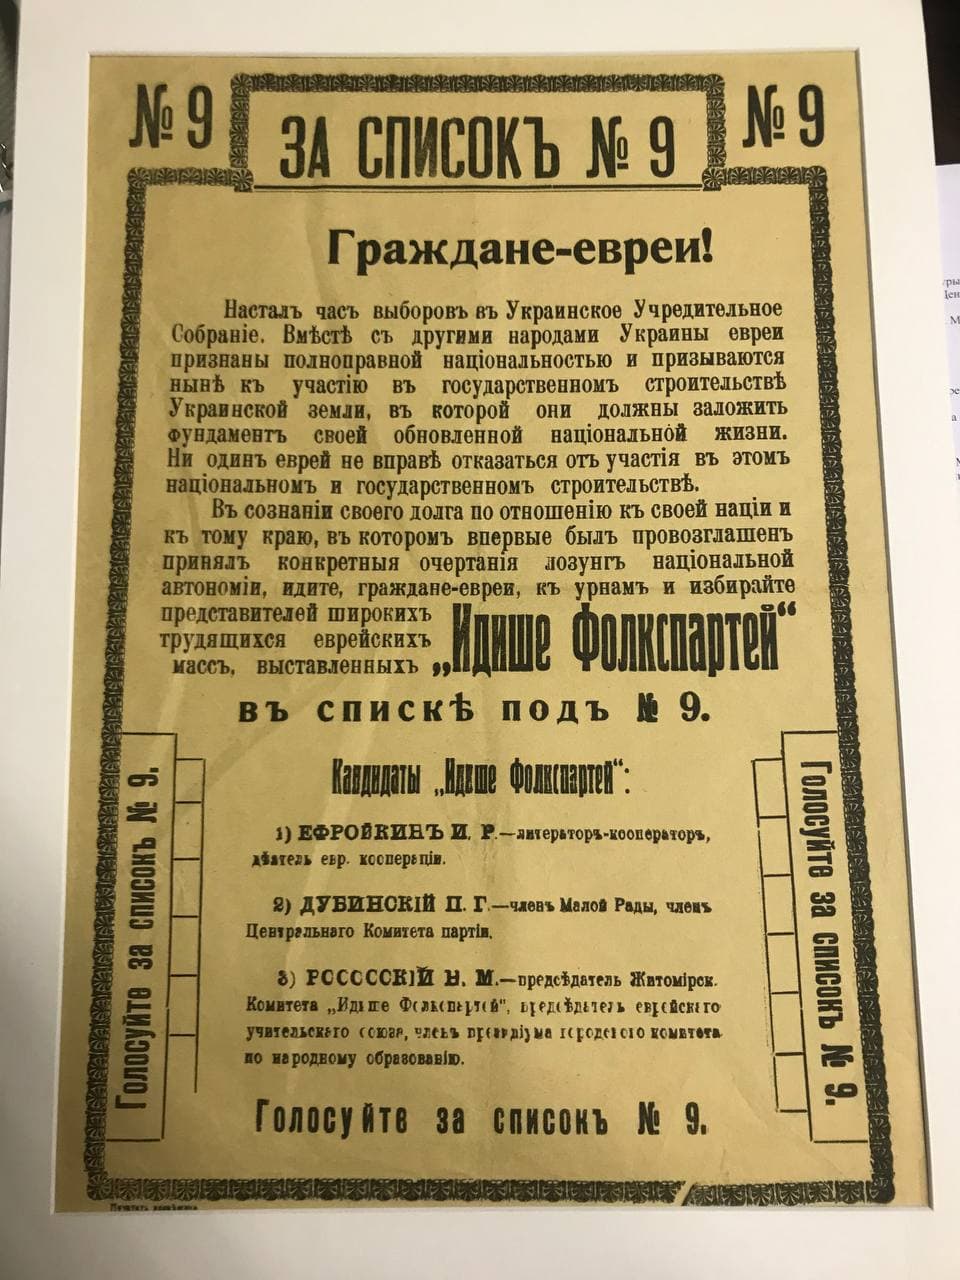 № 9
ЗА СПИСОКЪ № 9
№ 9
Граждане-евреи!
Насталъ часъ выборовъ въ Украинское Учредительное
Собраніе. Вмѣстѣ съ другими народами Украины евреи
признаны полноправной національностью и призываются
нынѣ къ участію въ государственномъ строительствѣ
Украинской земли, въ которой они должны заложить
фундаментъ своей обновленной національной жизни.
Ни одинъ еврей не вправѣ отказаться отъ участія въ этомъ
національномъ и государственномъ строительствѣ.
Въ сознаніи своего долга по отношенію къ своей націи и
къ тому краю, въ которомъ впервые былъ провозглашенъ
принялъ конкретныя очертанія лозунгъ національной
автономіи, идите, граждане-евреи, къ урнамъ и избирайте
представителей широкихъ
трудящихся еврейскихъ
массъ, выставленныхъ „Идише Фолкспартей“
въ спискѣ подъ № 9.
Кандидаты „Идише Фолкспартей“:
1) ЕФРОЙКИНЪ И. Р.—литераторъ-кооператоръ,
дѣятель евр. коопераціи.
2) ДУБИНСКІЙ П. Г.—членъ Малой Рады, членъ
Центральнаго Комитета партіи.
3) РОССССКІЙ Н. М.—предсѣдатель Житомірск.
Комитета „Идише Фолкспартей“, предсѣдатель еврейскаго
учительскаго союза, членъ президіума городского комитета
по народному образованію.
Голосуйте за списокъ № 9.
Голосуйте за списокъ № 9.
Голосуйте за списокъ № 9.
Печатать